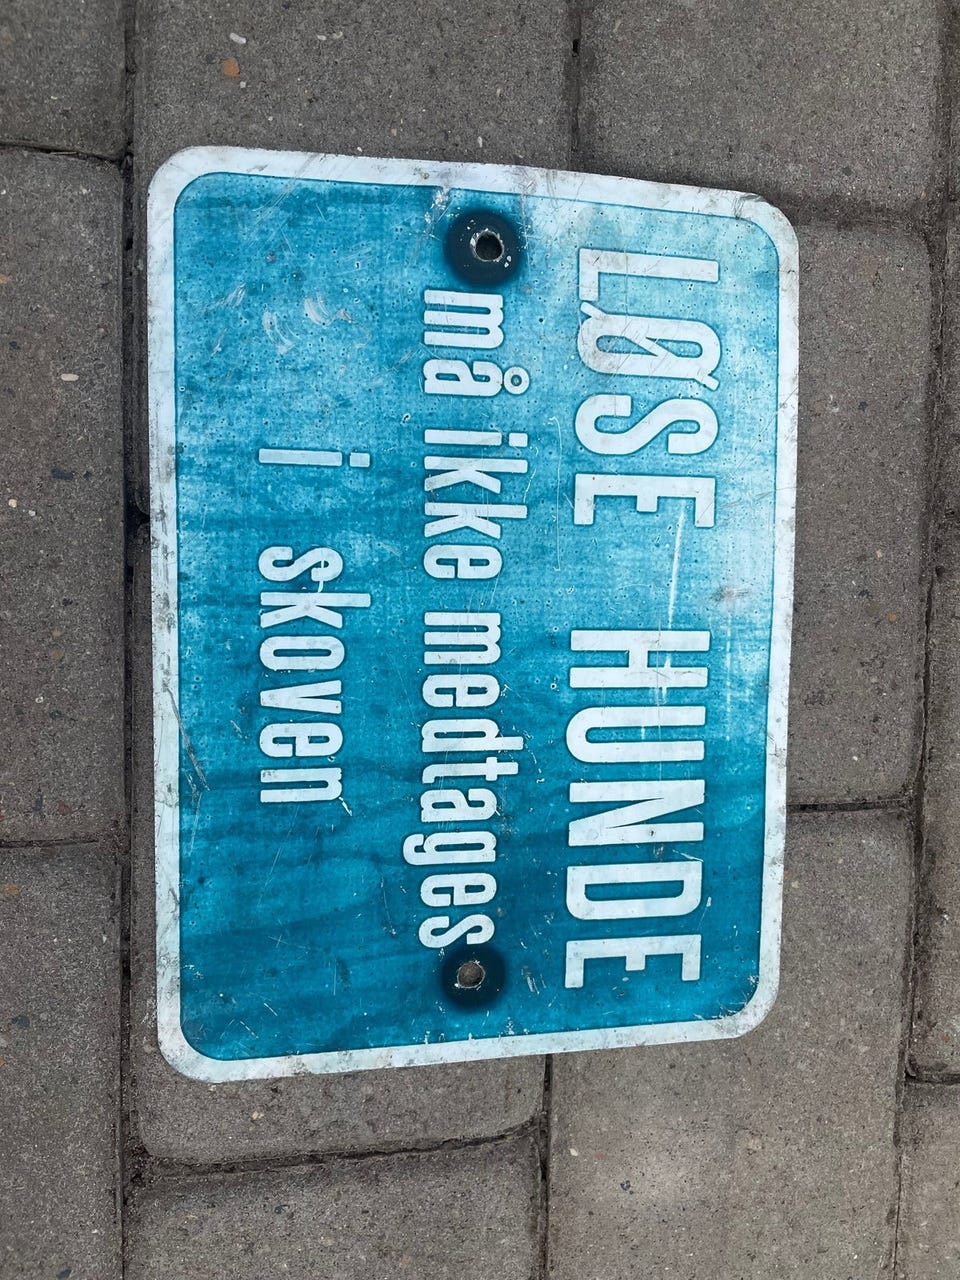 LØSE HUNDE
må ikke medtages
i skoven